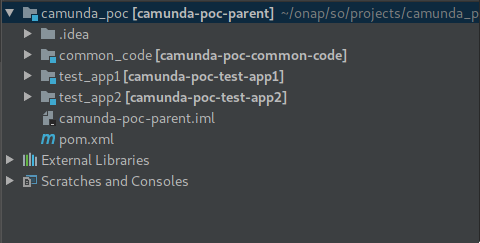 camunda_poc [camunda-poc-parent] ~/onap/so/projects/camunda_p
.idea
common_code [camunda-poc-common-code]
test_app1 [camunda-poc-test-app1]
test_app2 [camunda-poc-test-app2]
camunda-poc-parent.iml
m pom.xml
External Libraries
Scratches and Consoles